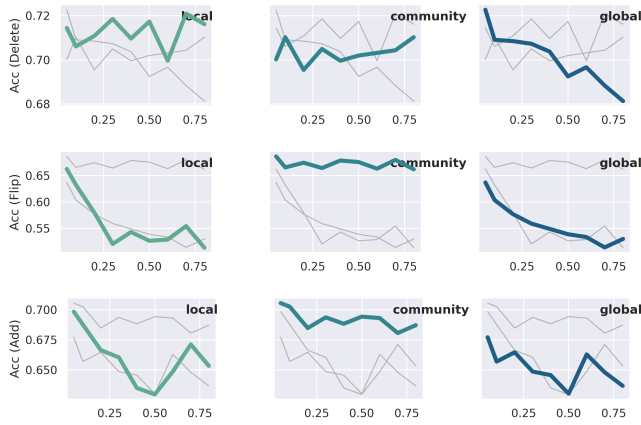 local community global
Acc (Delete)
0.72
0.70
0.68
0.25 0.50 0.75 0.25 0.50 0.75 0.25 0.50 0.75
local community global
Acc (Flip)
0.65
0.60
0.55
0.25 0.50 0.75 0.25 0.50 0.75 0.25 0.50 0.75
local community global
Acc (Add)
0.700
0.675
0.650
0.25 0.50 0.75 0.25 0.50 0.75 0.25 0.50 0.75